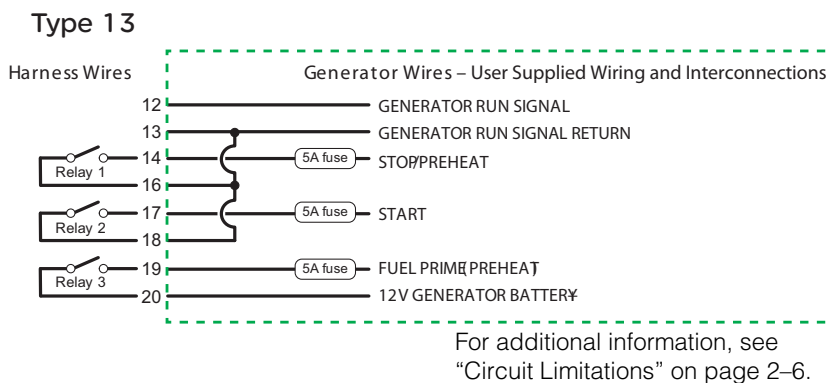 Type 13
Harness Wires Generator Wires – User Supplied Wiring and Interconnections
12 GENERATOR RUN SIGNAL
13 GENERATOR RUN SIGNAL RETURN
14 5A fuse STOP/PREHEAT
Relay 1
16
17 5A fuse START
Relay 2
18
19 5A fuse FUEL PRIME(PREHEAT)
Relay 3
20 12V GENERATOR BATTERY+
For additional information, see
“Circuit Limitations” on page 2–6.